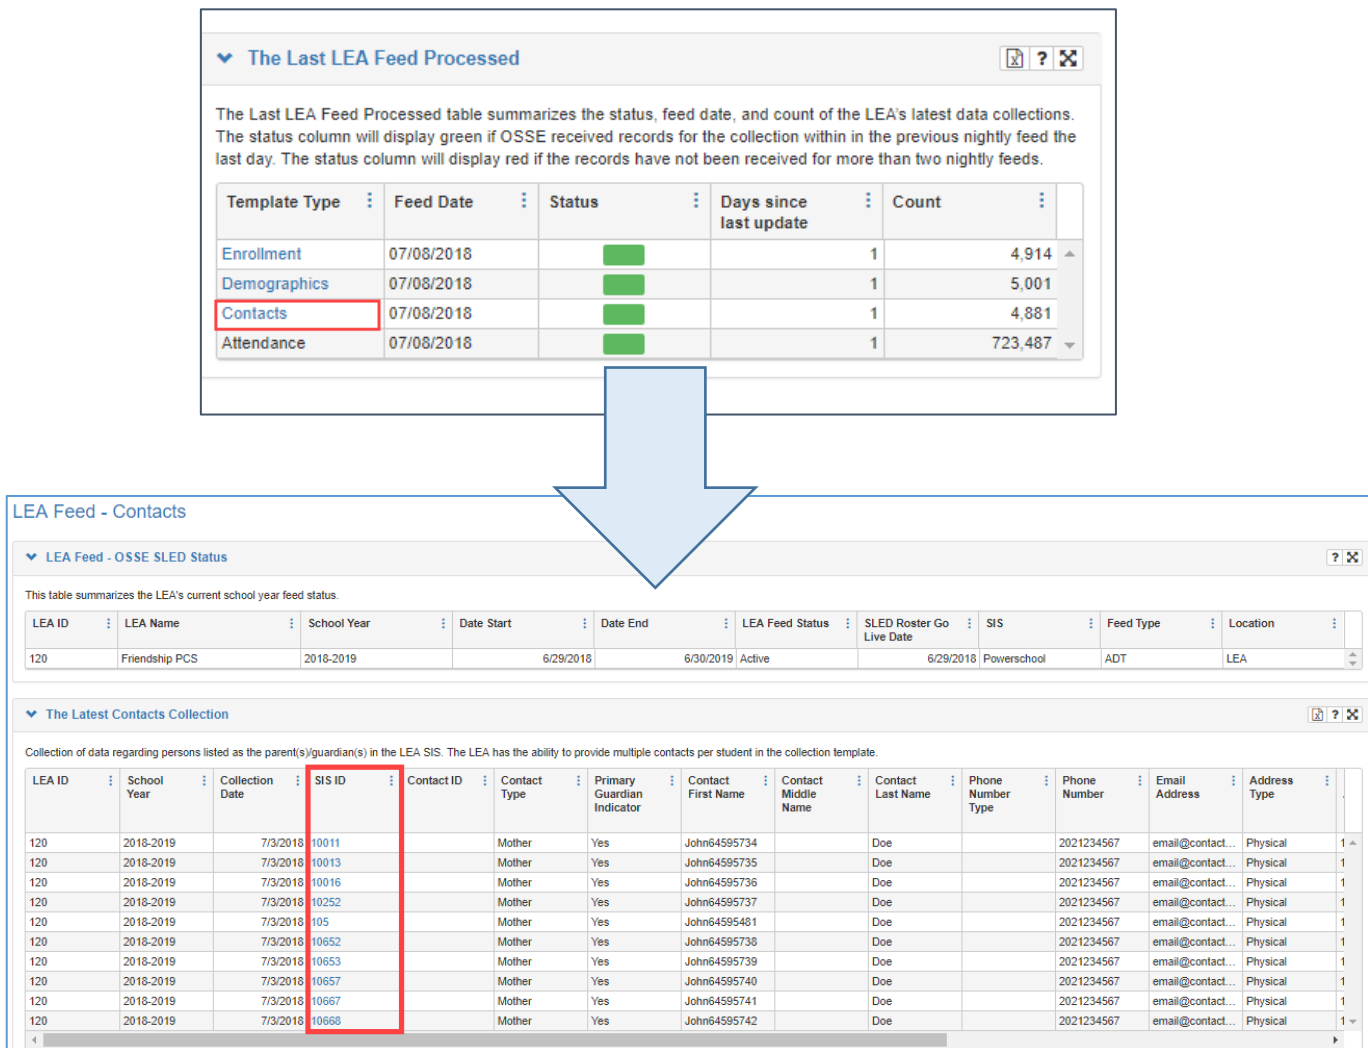 The Last LEA Feed Processed
?
The Last LEA Feed Processed table summarizes the status, feed date, and count of the LEA's latest data collections.
The status column will display green if OSSE received records for the collection within in the previous nightly feed the
last day. The status column will display red if the records have not been received for more than two nightly feeds.
Template Type Feed Date Status Days since last update Count
Enrollment 07/08/2018 1 4,914
Demographics 07/08/2018 1 5,001
Contacts 07/08/2018 1 4,881
Attendance 07/08/2018 1 723,487
LEA Feed - Contacts
LEA Feed - OSSE SLED Status
?
This table summarizes the LEA's current school year feed status.
LEA ID LEA Name School Year Date Start Date End LEA Feed Status SLED Roster Go Live Date SIS Feed Type Location
120 Friendship PCS 2018-2019 6/29/2018 6/30/2019 Active 6/29/2018 Powerschool ADT LEA
The Latest Contacts Collection
?
Collection of data regarding persons listed as the parent(s)/guardian(s) in the LEA SIS. The LEA has the ability to provide multiple contacts per student in the collection template.
LEA ID School Year Collection Date SIS ID Contact ID Contact Type Primary Guardian Indicator Contact First Name Contact Middle Name Contact Last Name Phone Number Type Phone Number Email Address Address Type
120 2018-2019 7/3/2018 10011 Mother Yes John64595734 Doe 2021234567 email@contact... Physical 1
120 2018-2019 7/3/2018 10013 Mother Yes John64595735 Doe 2021234567 email@contact... Physical 1
120 2018-2019 7/3/2018 10016 Mother Yes John64595736 Doe 2021234567 email@contact... Physical 1
120 2018-2019 7/3/2018 10252 Mother Yes John64595737 Doe 2021234567 email@contact... Physical 1
120 2018-2019 7/3/2018 105 Mother Yes John64595481 Doe 2021234567 email@contact... Physical 1
120 2018-2019 7/3/2018 10652 Mother Yes John64595738 Doe 2021234567 email@contact... Physical 1
120 2018-2019 7/3/2018 10653 Mother Yes John64595739 Doe 2021234567 email@contact... Physical 1
120 2018-2019 7/3/2018 10657 Mother Yes John64595740 Doe 2021234567 email@contact... Physical 1
120 2018-2019 7/3/2018 10667 Mother Yes John64595741 Doe 2021234567 email@contact... Physical 1
120 2018-2019 7/3/2018 10668 Mother Yes John64595742 Doe 2021234567 email@contact... Physical 1